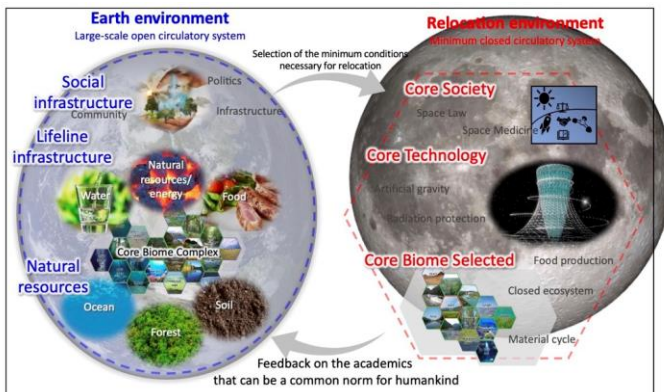 Earth environment
Large-scale open circulatory system
Relocation environment
Minimum closed circulatory system
Selection of the minimum conditions
necessary for relocation
Politics
Social
infrastructure
Community
Infrastructure
Lifeline
infrastructure
Water
Natural
resources/
energy
Food
Core Biome Complex
Natural
resources
Ocean
Soil
Forest
Core Society
Space Law
Space Medicine
Core Technology
Artificial gravity
Radiation protection
Core Biome Selected
Food production
Closed ecosystem
Material cycle
Feedback on the academics
that can be a common norm for humankind